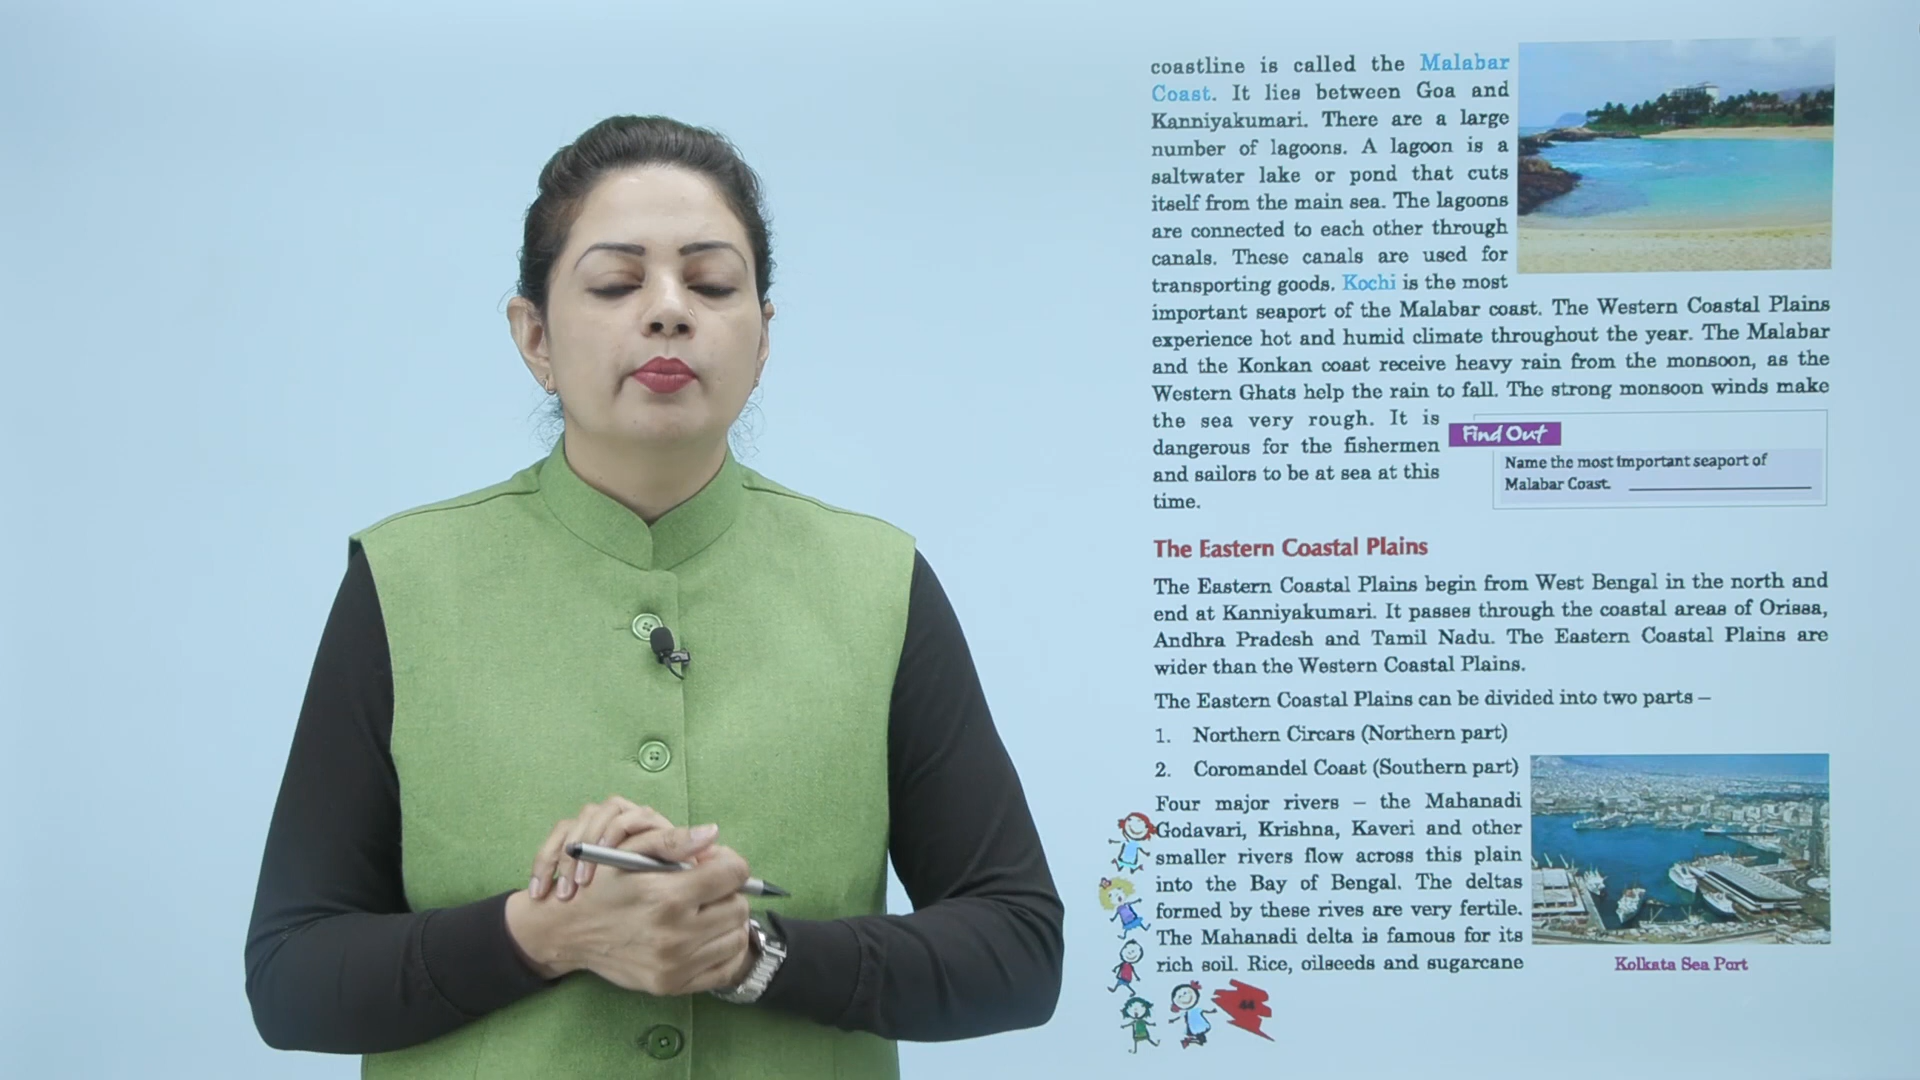 coastline is called the Malabar
Coast. It lies between Goa and
Kanniyakumari. There are a large
number of lagoons. A lagoon is a
saltwater lake or pond that cuts
itself from the main sea. The lagoons
are connected to each other through
canals. These canals are used for
transporting goods. Kochi is the most
important seaport of the Malabar coast. The Western Coastal Plains
experience hot and humid climate throughout the year. The Malabar
and the Konkan coast receive heavy rain from the monsoon, as the
Western Ghats help the rain to fall. The strong monsoon winds make
the sea very rough. It is
dangerous for the fishermen
and sailors to be at sea at this
time.
Find Out
Name the most important seaport of
Malabar Coast.
The Eastern Coastal Plains
The Eastern Coastal Plains begin from West Bengal in the north and
end at Kanniyakumari. It passes through the coastal areas of Orissa,
Andhra Pradesh and Tamil Nadu. The Eastern Coastal Plains are
wider than the Western Coastal Plains.
The Eastern Coastal Plains can be divided into two parts –
1. Northern Circars (Northern part)
2. Coromandel Coast (Southern part)
Four major rivers – the Mahanadi
Godavari, Krishna, Kaveri and other
smaller rivers flow across this plain
into the Bay of Bengal. The deltas
formed by these rives are very fertile.
The Mahanadi delta is famous for its
rich soil. Rice, oilseeds and sugarcane
Kolkata Sea Port
44